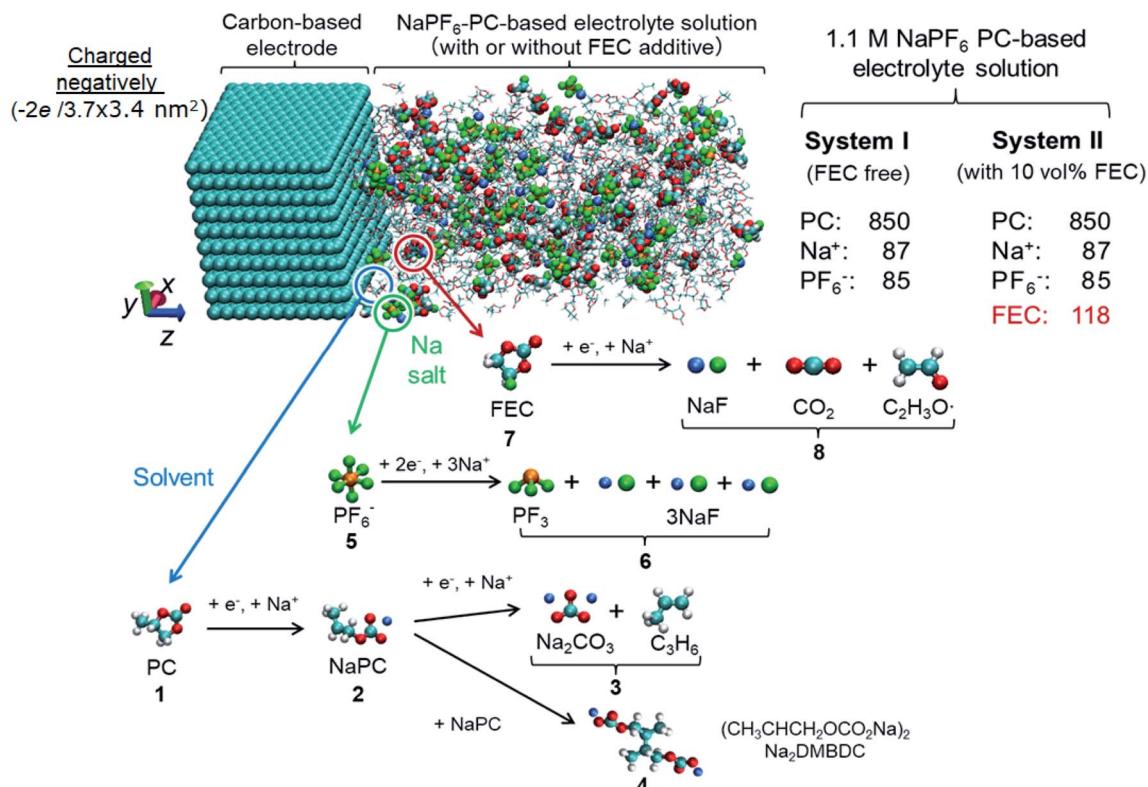 Carbon-based
electrode
NaPF₆-PC-based electrolyte solution
(with or without FEC additive)
Charged
negatively
(-2e /3.7x3.4 nm²)
1.1 M NaPF₆ PC-based
electrolyte solution
System I
(FEC free)
PC: 850
Na⁺: 87
PF₆⁻: 85
System II
(with 10 vol% FEC)
PC: 850
Na⁺: 87
PF₆⁻: 85
FEC: 118
y x
z
Na
salt
Solvent
FEC
7
+ e⁻, + Na⁺
NaF
+
CO₂
+
C₂H₃O·
8
PF₆⁻
5
+ 2e⁻, + 3Na⁺
PF₃
+
+
+
3NaF
6
PC
1
+ e⁻, + Na⁺
NaPC
2
+ e⁻, + Na⁺
Na₂CO₃
+
C₃H₆
3
+ NaPC
(CH₃CHCH₂OCO₂Na)₂
Na₂DMBDC
4